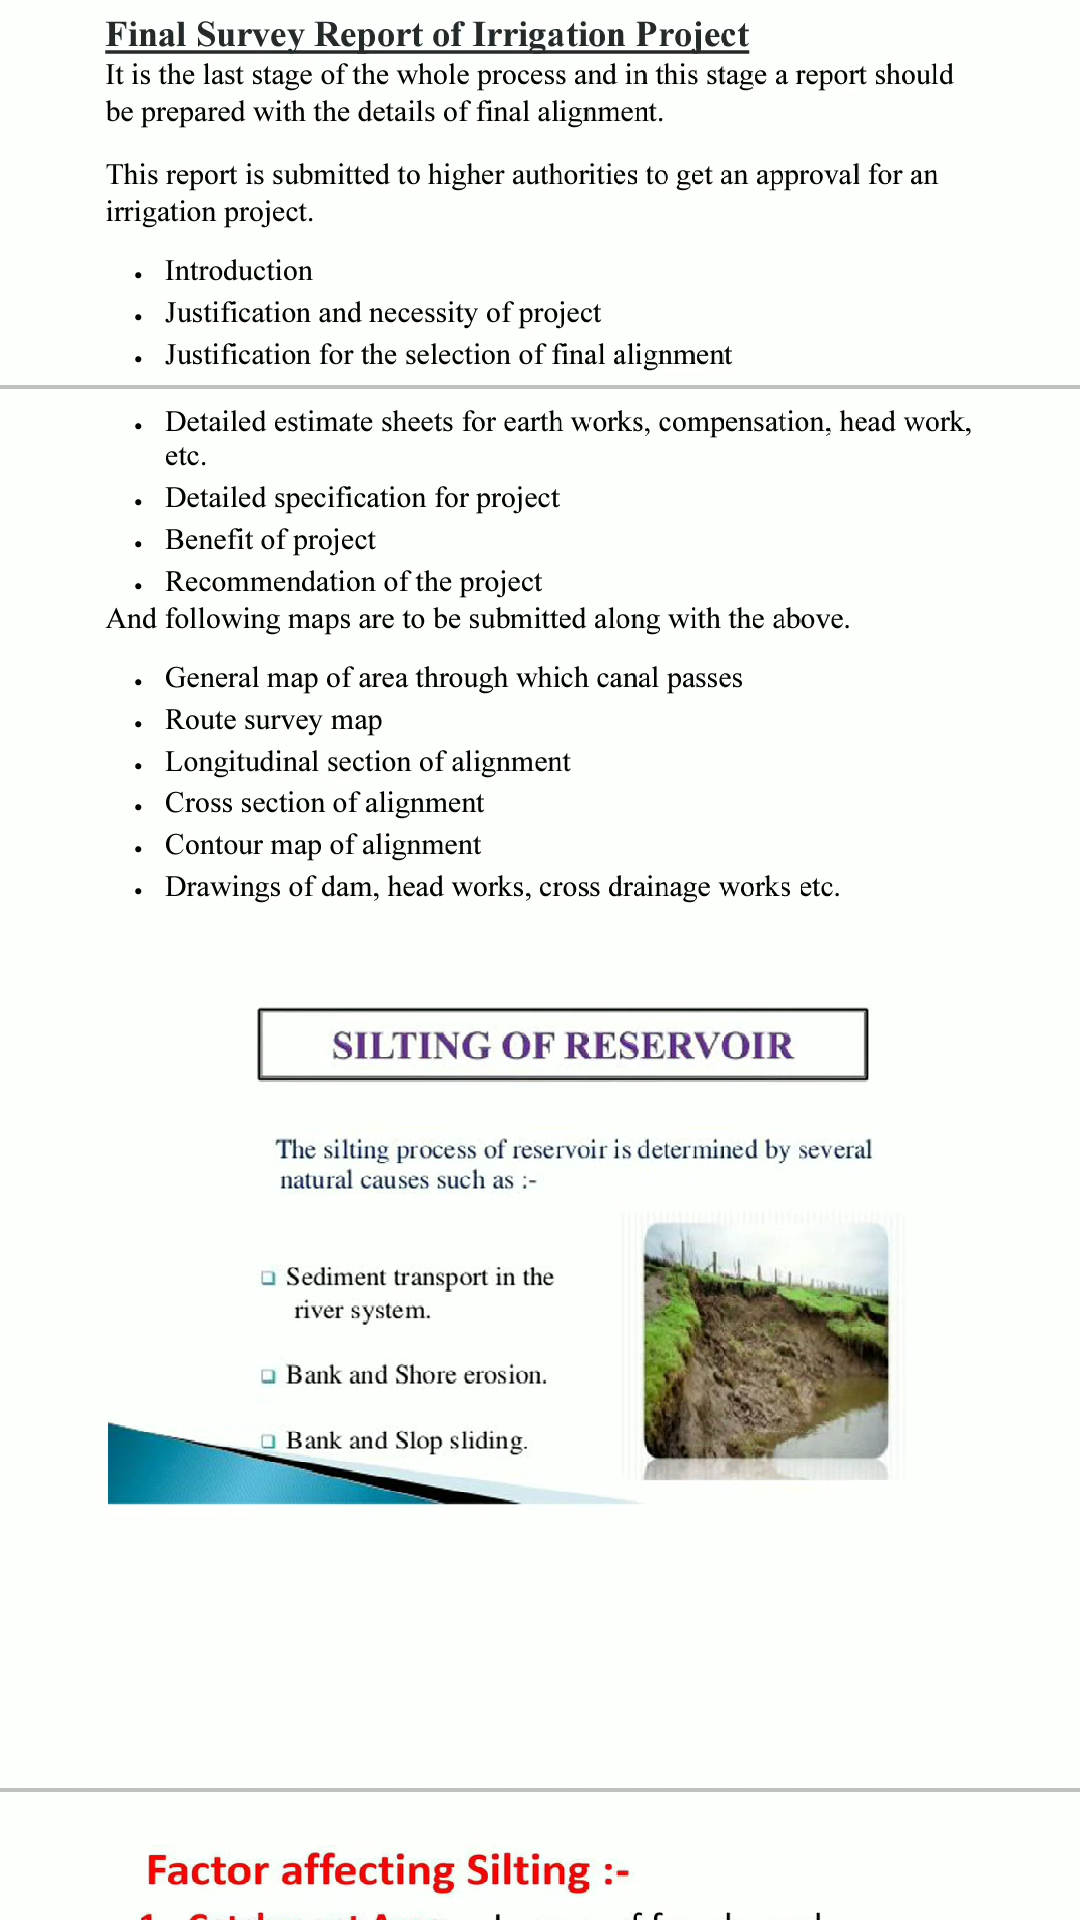 Final Survey Report of Irrigation Project
It is the last stage of the whole process and in this stage a report should
be prepared with the details of final alignment.
This report is submitted to higher authorities to get an approval for an
irrigation project.
• Introduction
• Justification and necessity of project
• Justification for the selection of final alignment
• Detailed estimate sheets for earth works, compensation, head work,
etc.
• Detailed specification for project
• Benefit of project
• Recommendation of the project
And following maps are to be submitted along with the above.
• General map of area through which canal passes
• Route survey map
• Longitudinal section of alignment
• Cross section of alignment
• Contour map of alignment
• Drawings of dam, head works, cross drainage works etc.
SILTING OF RESERVOIR
The silting process of reservoir is determined by several
natural causes such as :-
❑ Sediment transport in the
river system.
❑ Bank and Shore erosion.
❑ Bank and Slop sliding.
Factor affecting Silting :-